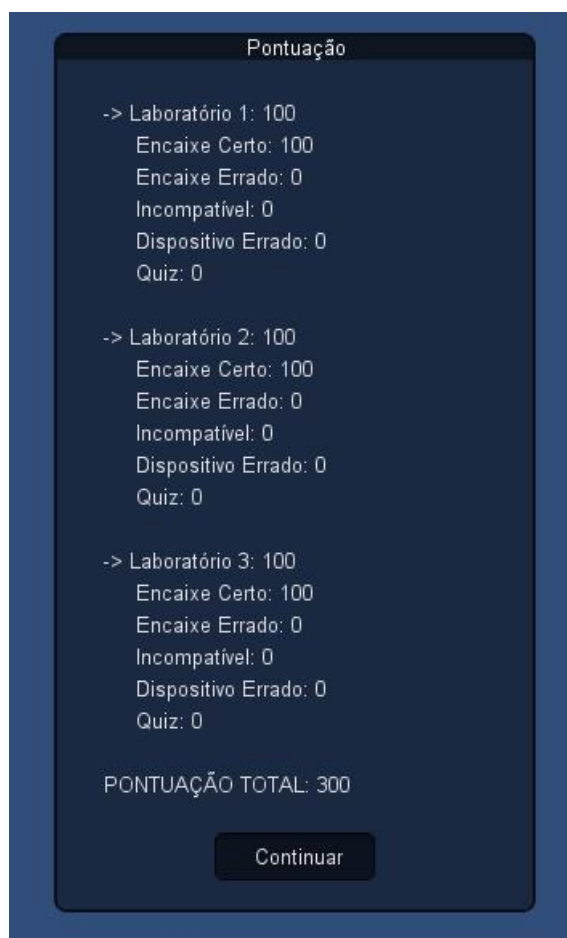 Pontuação
-> Laboratório 1: 100
Encaixe Certo: 100
Encaixe Errado: 0
Incompatível: 0
Dispositivo Errado: 0
Quiz: 0
-> Laboratório 2: 100
Encaixe Certo: 100
Encaixe Errado: 0
Incompatível: 0
Dispositivo Errado: 0
Quiz: 0
-> Laboratório 3: 100
Encaixe Certo: 100
Encaixe Errado: 0
Incompatível: 0
Dispositivo Errado: 0
Quiz: 0
PONTUAÇÃO TOTAL: 300
Continuar